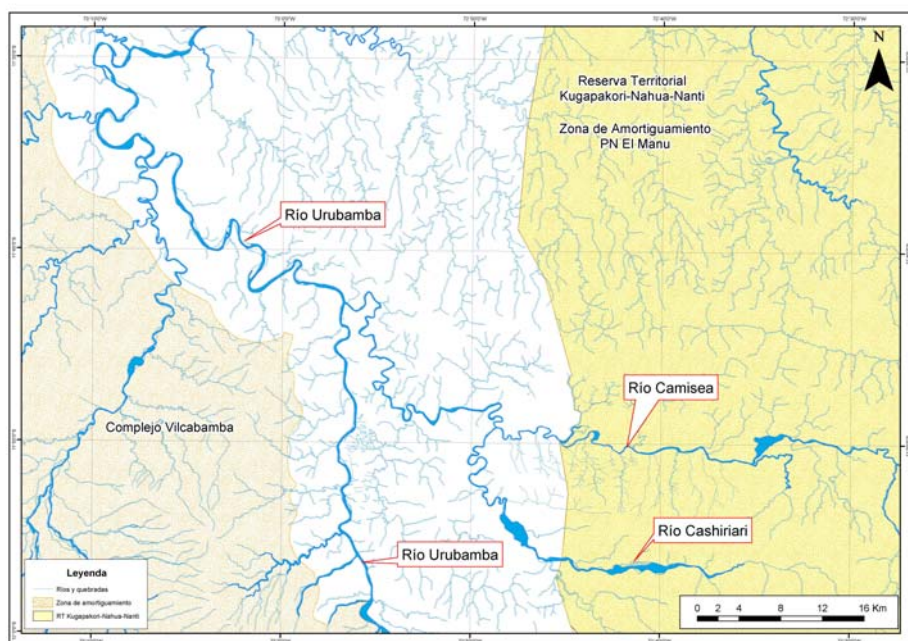 N
Reserva Territorial
Kugapakori-Nahua-Nanti
Zona de Amortiguamiento
PN El Manu
Río Urubamba
Río Camisea
Complejo Vilcabamba
Río Cashiriari
Río Urubamba
Leyenda
Ríos y quebradas
Zona de amortiguamiento
RT Kugapakori-Nahua-Nanti
0 2 4 8 12 16 Km